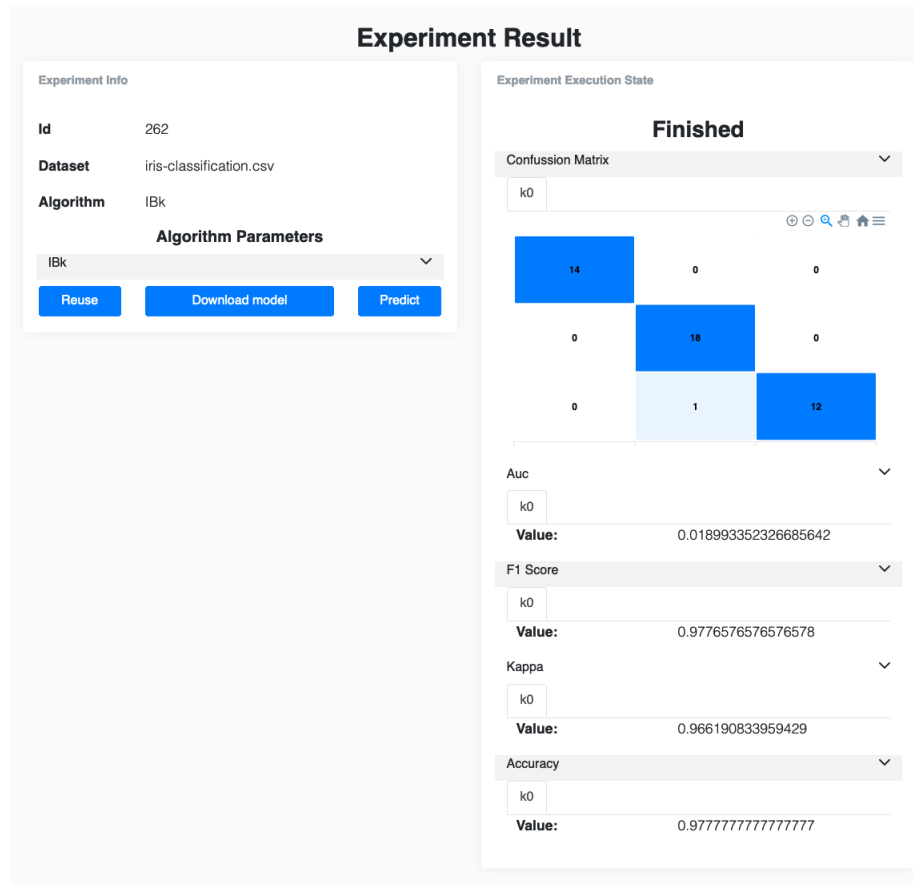 Experiment Result
Experiment Info
Id 262
Dataset iris-classification.csv
Algorithm IBk
Algorithm Parameters
IBk
Reuse Download model Predict
Experiment Execution State
Finished
Confussion Matrix
k0
14 0 0
0 18 0
0 1 12
Auc
k0
Value: 0.018993352326685642
F1 Score
k0
Value: 0.9776576576576578
Kappa
k0
Value: 0.966190833959429
Accuracy
k0
Value: 0.9777777777777777